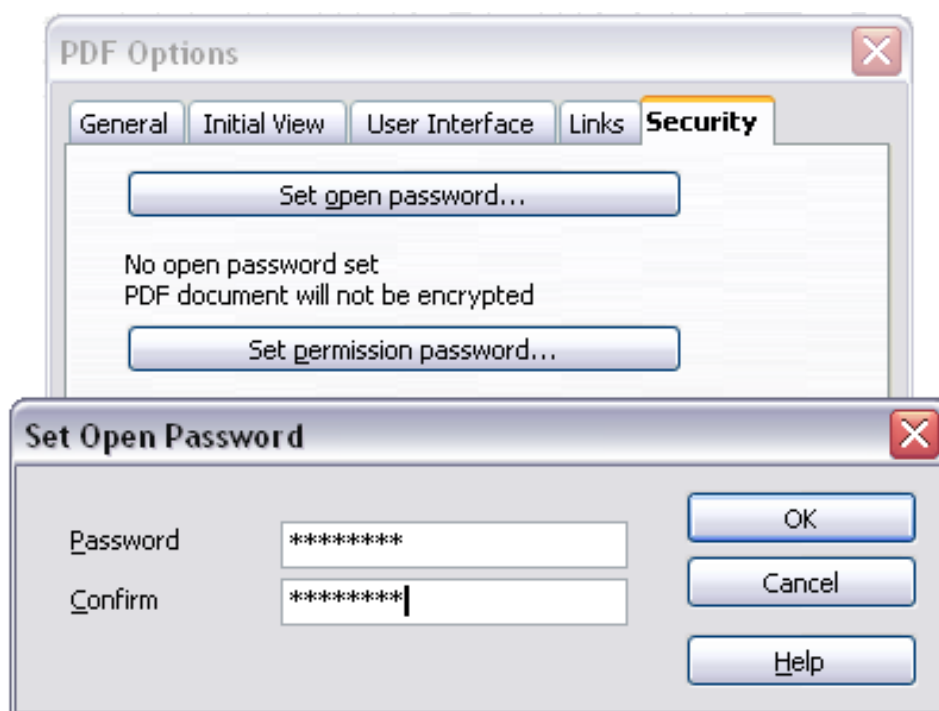 PDF Options
General Initial View User Interface Links Security
Set open password...
No open password set
PDF document will not be encrypted
Set permission password...
Set Open Password
Password ******** OK
Confirm ******** Cancel
Help